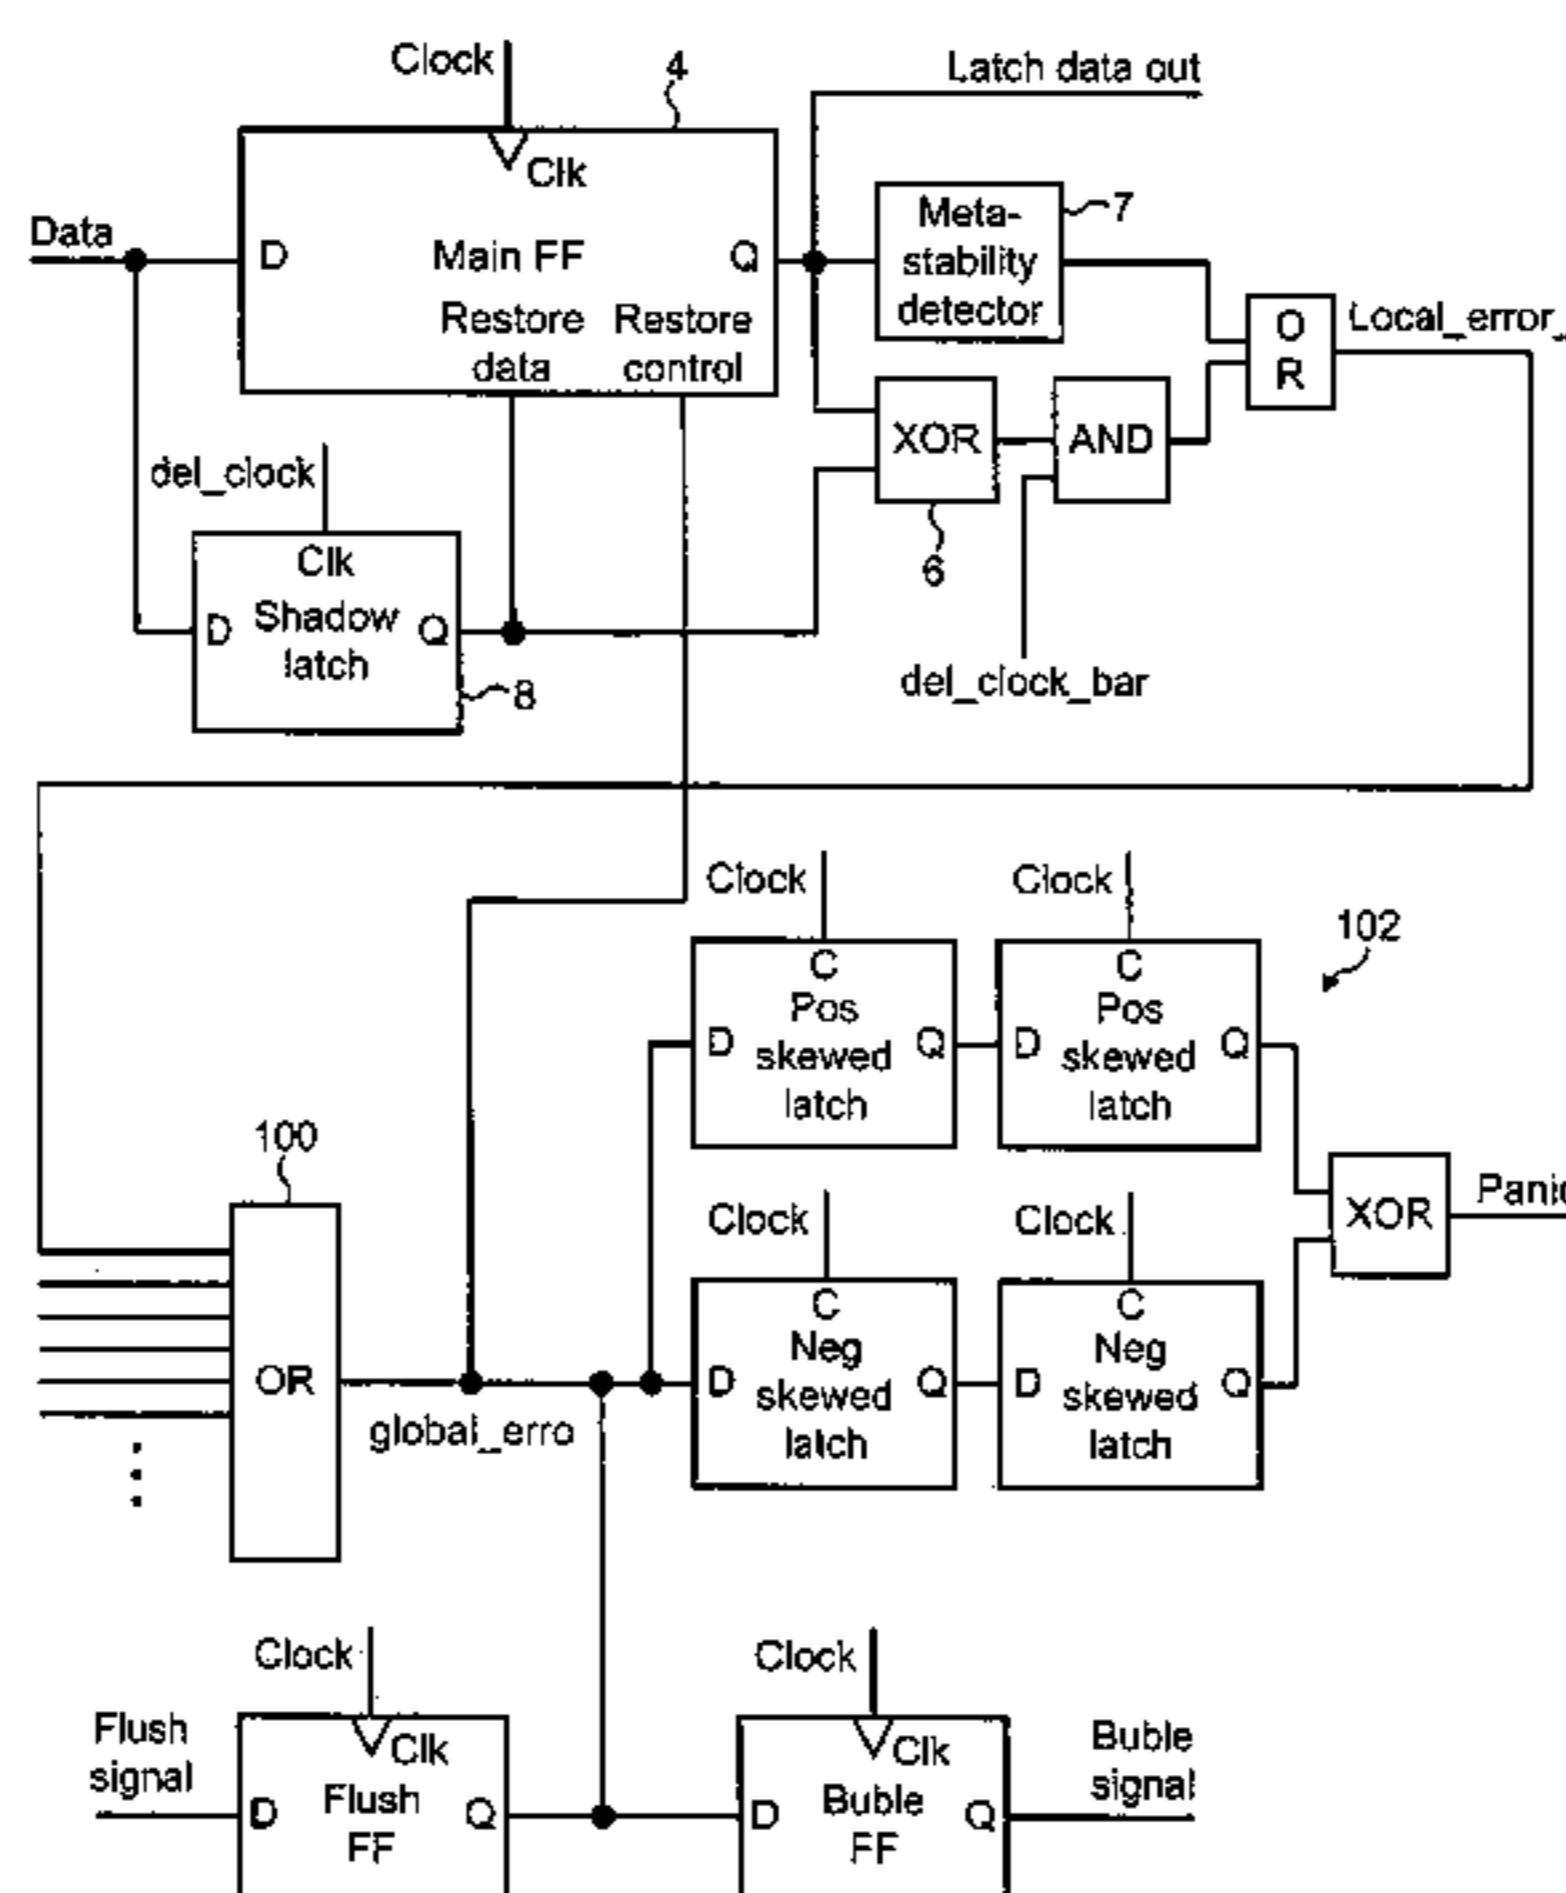 Clock
4
Latch data out
Clk
Data
D
Main FF
Q
Restore data
Restore control
Meta-
stability
detector
7
O
R
Local_error_
del_clock
XOR
AND
6
Clk
D
Shadow
latch
Q
8
del_clock_bar
Clock
Clock
102
C
Pos
skewed
latch
D
Q
C
Pos
skewed
latch
D
Q
100
XOR
Panic
Clock
Clock
C
Neg
skewed
latch
D
Q
C
Neg
skewed
latch
D
Q
OR
global_erro
Clock
Clock
Flush
signal
Clk
D
Flush
FF
Q
Clk
D
Buble
FF
Q
Buble
signal